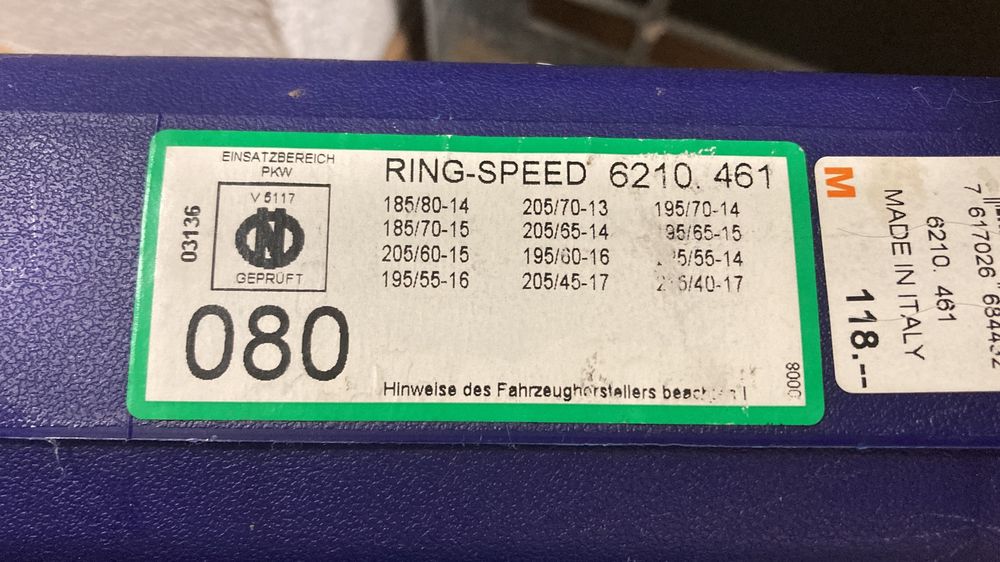 EINSATZBEREICH
PKW
V 5117
GEPRÜFT
03136
080
RING-SPEED 6210. 461
185/80-14 205/70-13 195/70-14
185/70-15 205/65-14
205/60-15 195/60-16
195/55-16 205/45-17
Hinweise des Fahrzeugherstellers
0008
M
MADE IN ITALY
6210. 461
118.--
7 617026